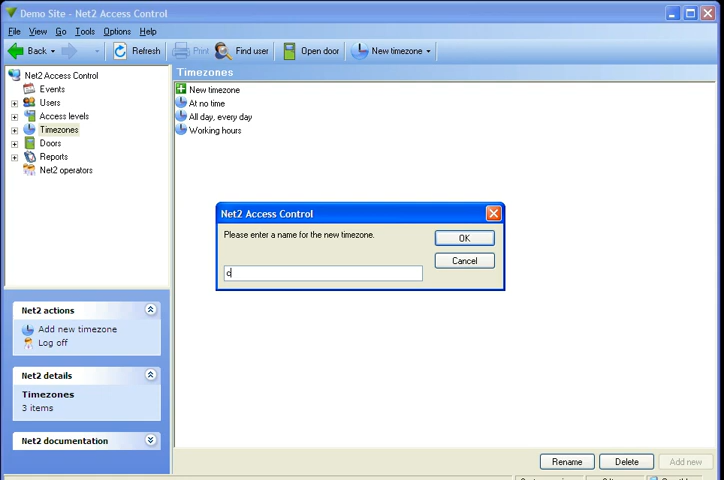 Demo Site - Net2 Access Control
File View Go Tools Options Help
Back Refresh Print Find user Open door New timezone
Net2 Access Control
Events
Users
Access levels
Timezones
Doors
Reports
Net2 operators
Timezones
New timezone
At no time
All day, every day
Working hours
Net2 Access Control
Please enter a name for the new timezone.
OK
Cancel
c
Net2 actions
Add new timezone
Log off
Net2 details
Timezones
3 items
Net2 documentation
Rename Delete Add new